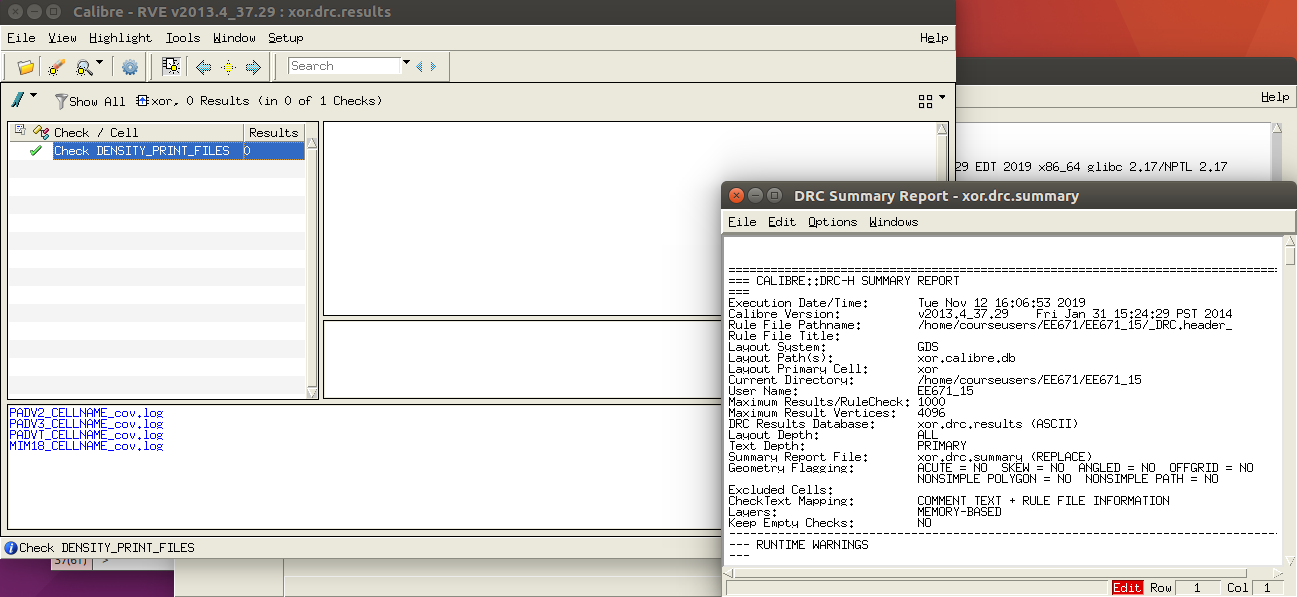 Calibre - RVE v2013.4_37.29 : xor.drc.results
File View Highlight Tools Window Setup Help
Search
Show All xor, 0 Results (in 0 of 1 Checks)
Check / Cell Results
Check DENSITY_PRINT_FILES 0
PADV2_CELLNAME_cov.log
PADV3_CELLNAME_cov.log
PADVT_CELLNAME_cov.log
MIM18_CELLNAME_cov.log
Check DENSITY_PRINT_FILES
Help
29 EDT 2019 x86_64 glibc 2.17/NPTL 2.17
DRC Summary Report - xor.drc.summary
File Edit Options Windows
==================================================================================
=== CALIBRE::DRC-H SUMMARY REPORT
===
Execution Date/Time: Tue Nov 12 16:06:53 2019
Calibre Version: v2013.4_37.29 Fri Jan 31 15:24:29 PST 2014
Rule File Pathname: /home/courseusers/EE671/EE671_15/_DRC.header_
Rule File Title:
Layout System: GDS
Layout Path(s): xor.calibre.db
Layout Primary Cell: xor
Current Directory: /home/courseusers/EE671/EE671_15
User Name: EE671_15
Maximum Results/RuleCheck: 1000
Maximum Result Vertices: 4096
DRC Results Database: xor.drc.results (ASCII)
Layout Depth: ALL
Text Depth: PRIMARY
Summary Report File: xor.drc.summary (REPLACE)
Geometry Flagging: ACUTE = NO SKEW = NO ANGLED = NO OFFGRID = NO
NONSIMPLE POLYGON = NO NONSIMPLE PATH = NO
Excluded Cells:
CheckText Mapping: COMMENT TEXT + RULE FILE INFORMATION
Layers: MEMORY-BASED
Keep Empty Checks: NO
----------------------------------------------------------------------------------
--- RUNTIME WARNINGS
---
Edit Row 1 Col 1